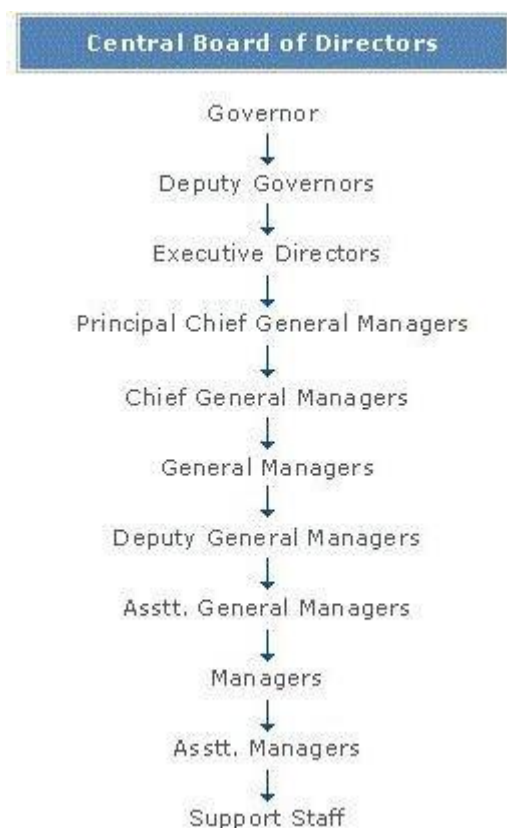 Central Board of Directors
Governor
Deputy Governors
Executive Directors
Principal Chief General Managers
Chief General Managers
General Managers
Deputy General Managers
Asstt. General Managers
Managers
Asstt. Managers
Support Staff